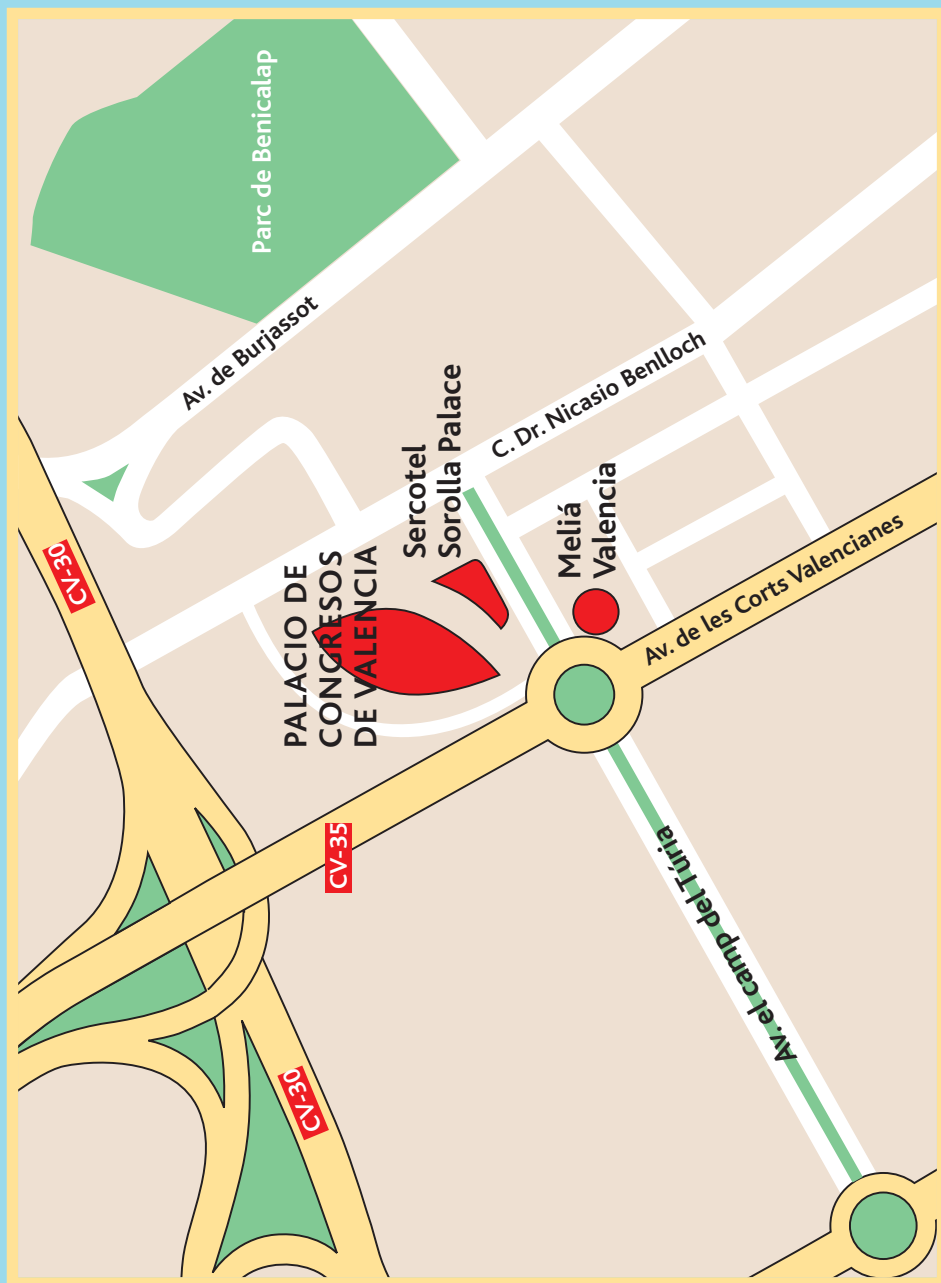 Parc de Benicalap
Av. de Burjassot
C. Dr. Nicasio Benlloch
Sercotel
Sorolla Palace
Meliá
Valencia
PALACIO DE
CONGRESOS
DE VALENCIA
Av. de les Corts Valencianes
CV-30
CV-35
CV-30
Av. el camp del Túria